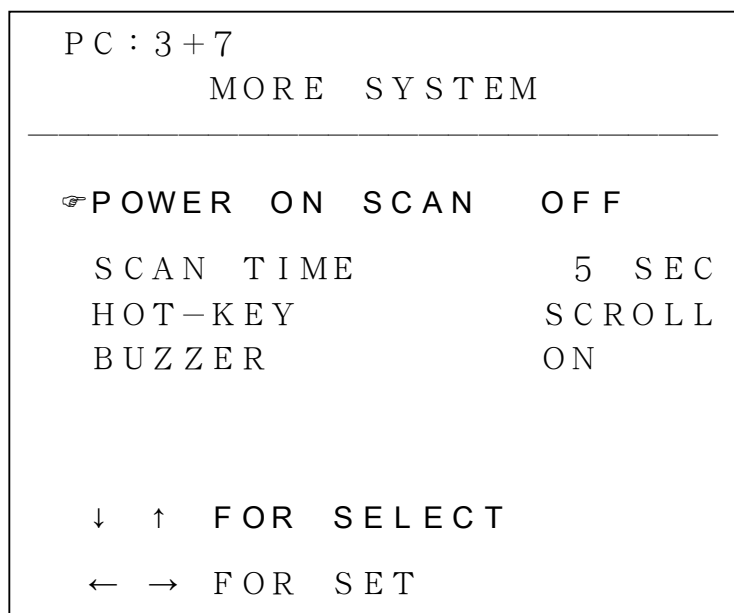 PC:3+7
MORE SYSTEM
☞POWER ON SCAN OFF
SCAN TIME 5 SEC
HOT-KEY SCROLL
BUZZER ON
↓ ↑ FOR SELECT
← → FOR SET